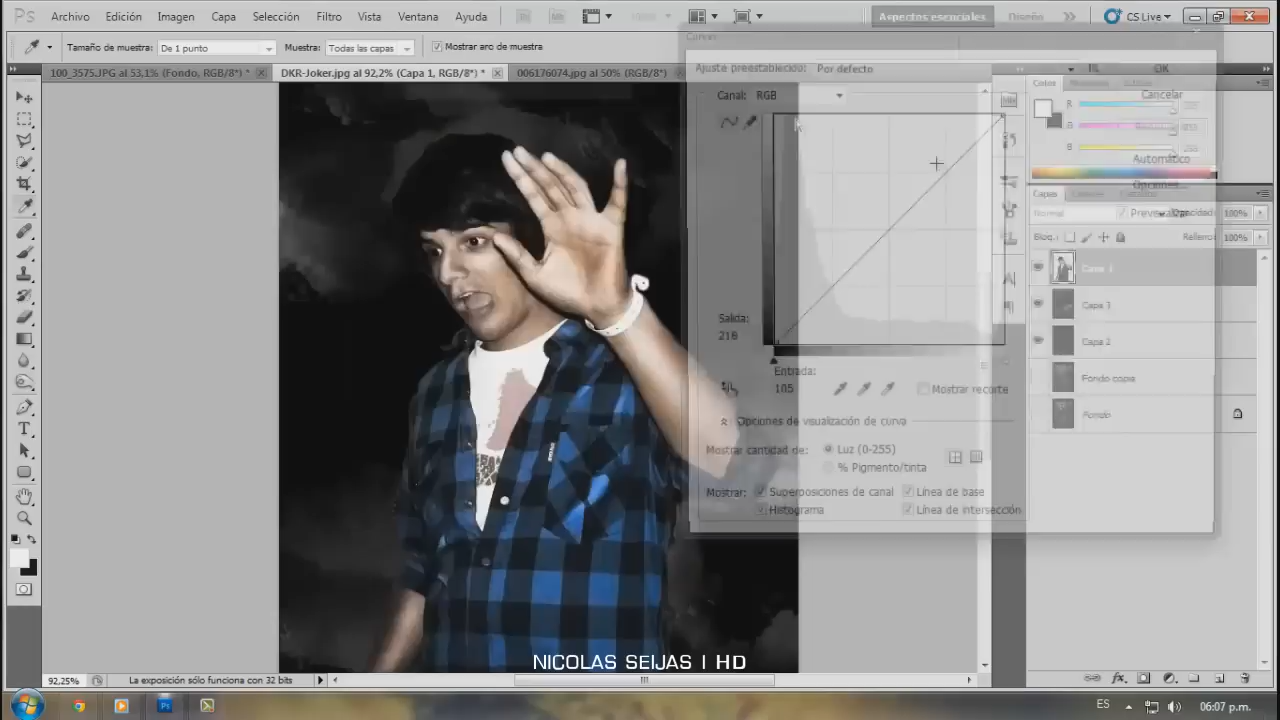 Ps Archivo Edición Imagen Capa Selección Filtro Vista Ventana Ayuda Aspectos esenciales Diseño CS Live
Tamaño de muestra: De 1 punto Muestra: Todas las capas Mostrar aro de muestra
Curvas
100_3575.JPG al 53,1% (Fondo, RGB/8*) * DKR-Joker.jpg al 92,2% (Capa 1, RGB/8*) * 006176074.jpg al 50% (RGB/8*)
Ajuste preestablecido: Por defecto
OK
Color
Canal: RGB
Cancelar
R
G
B
255
Automático
Opciones...
Capas
Normal
Opacidad: 100%
Bloq.:
Relleno: 100%
Capa 1
Capa 3
Capa 2
Fondo copia
Fondo
Salida:
218
Entrada:
105
Mostrar recorte
Opciones de visualización de curva
Mostrar cantidad de: Luz (0-255)
% Pigmento/tinta
Mostrar: Superposiciones de canal Línea de base
Histograma Línea de intersección
NICOLAS SEIJAS | HD
92,25% La exposición sólo funciona con 32 bits
ES 06:07 p.m.